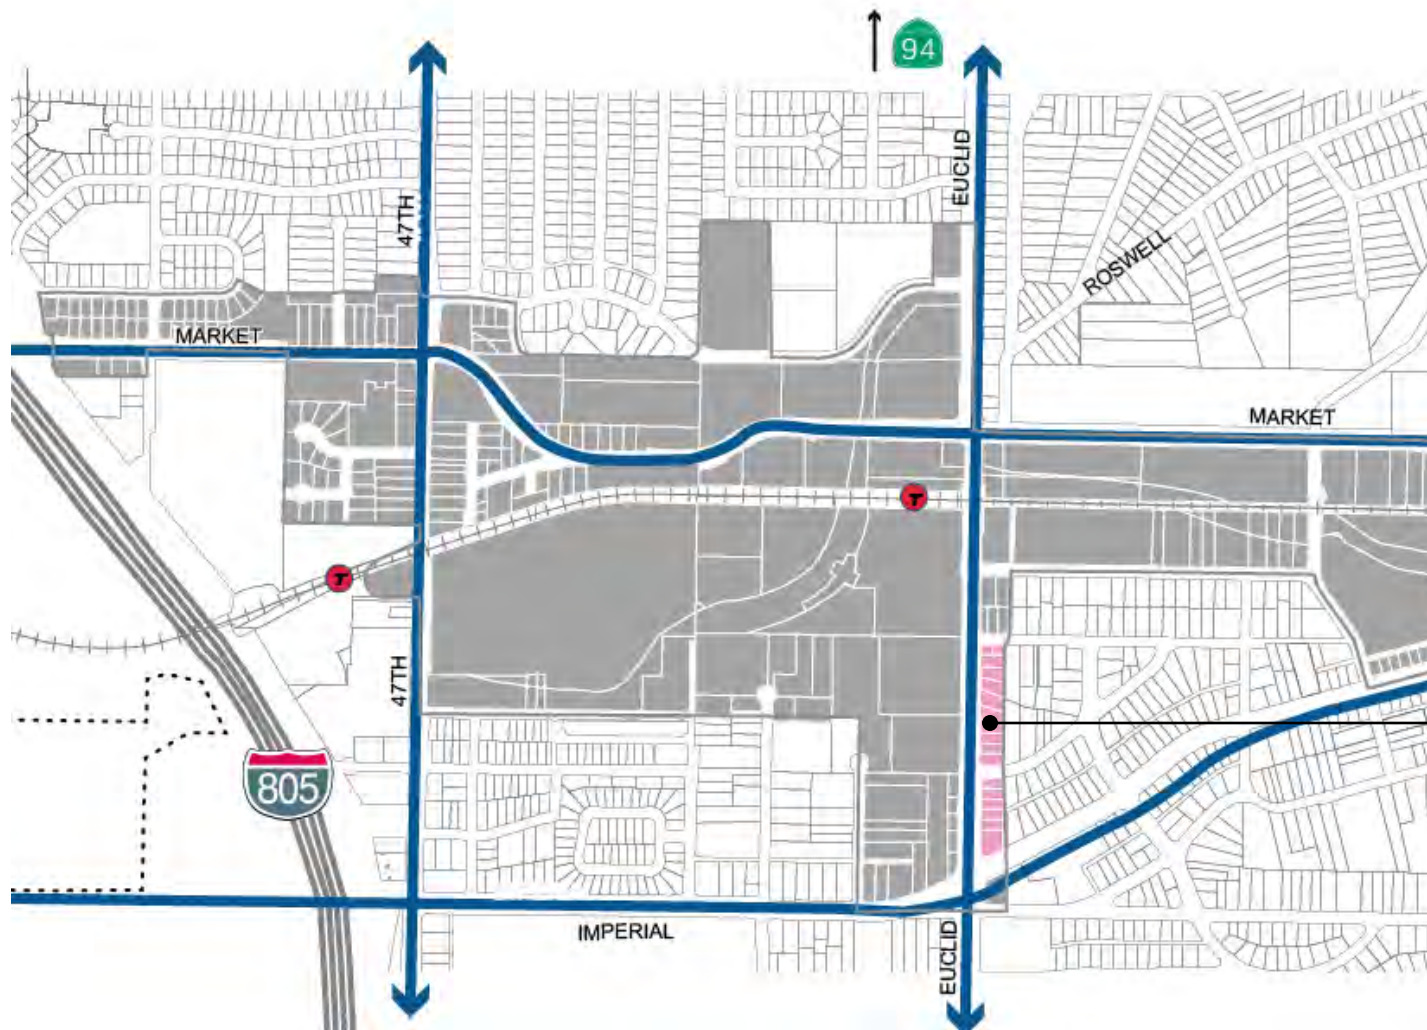 94
EUCLID
47TH
ROSWELL
MARKET
MARKET
T
T
47TH
805
IMPERIAL
EUCLID